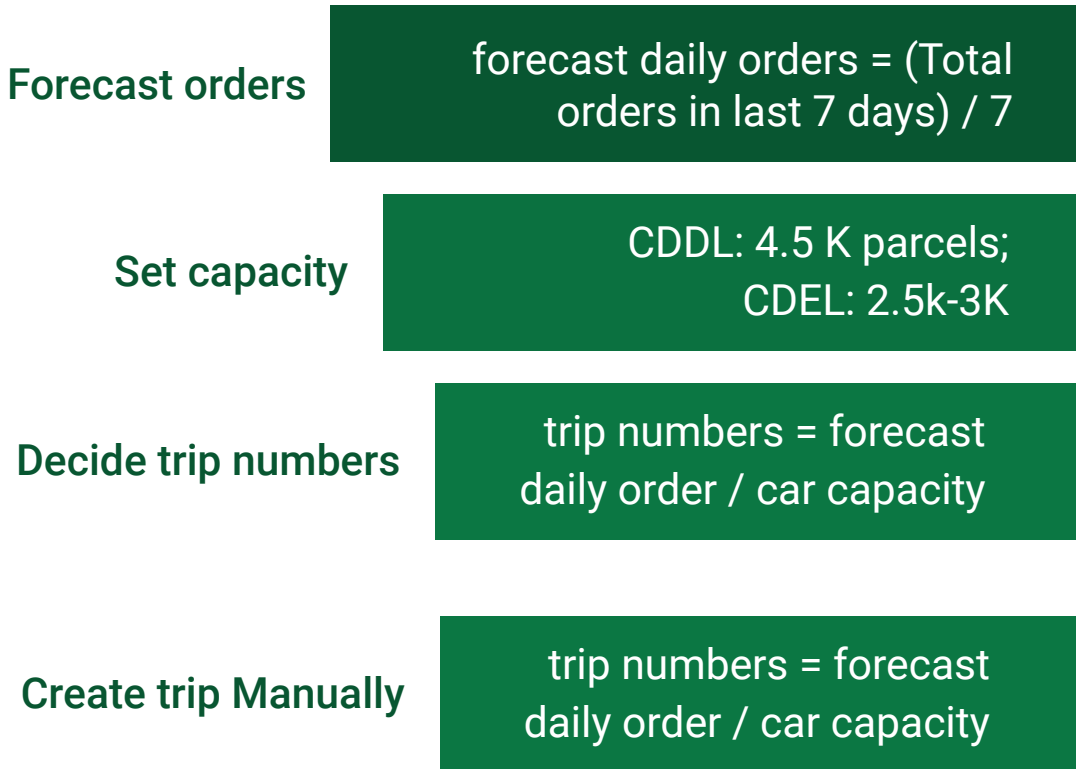 Forecast orders
forecast daily orders = (Total
orders in last 7 days) / 7
Set capacity
CDDL: 4.5 K parcels;
CDEL: 2.5k-3K
Decide trip numbers
trip numbers = forecast
daily order / car capacity
Create trip Manually
trip numbers = forecast
daily order / car capacity